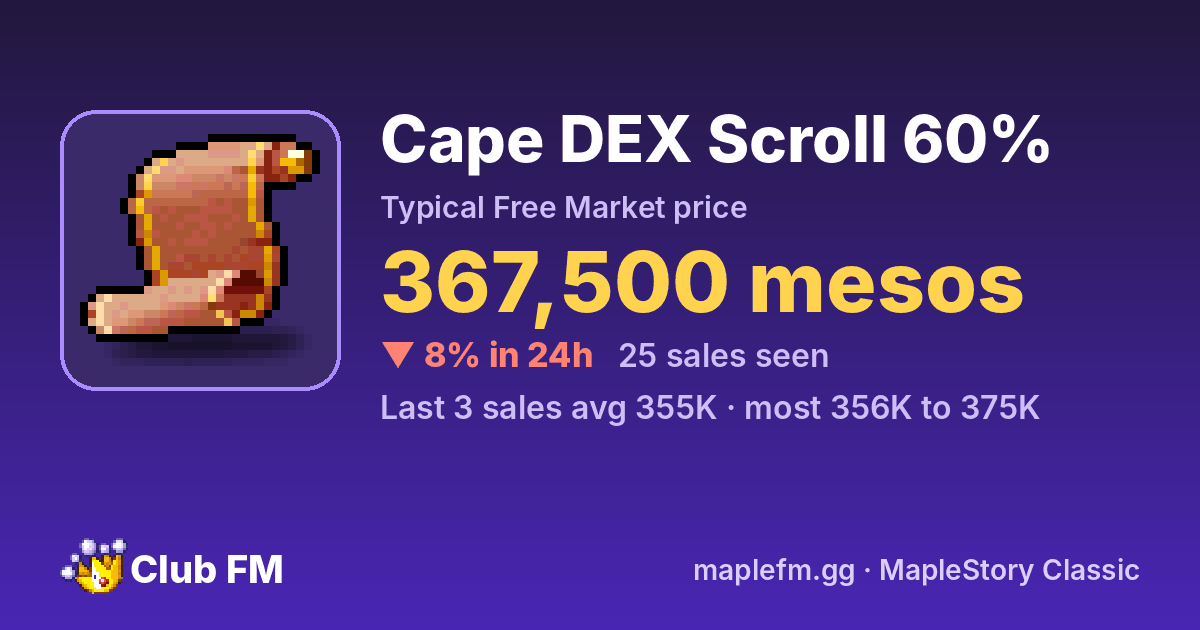 Cape DEX Scroll 60%
Typical Free Market price
367,500 mesos
▼ 8% in 24h 25 sales seen
Last 3 sales avg 355K · most 356K to 375K
Club FM
maplefm.gg · MapleStory Classic